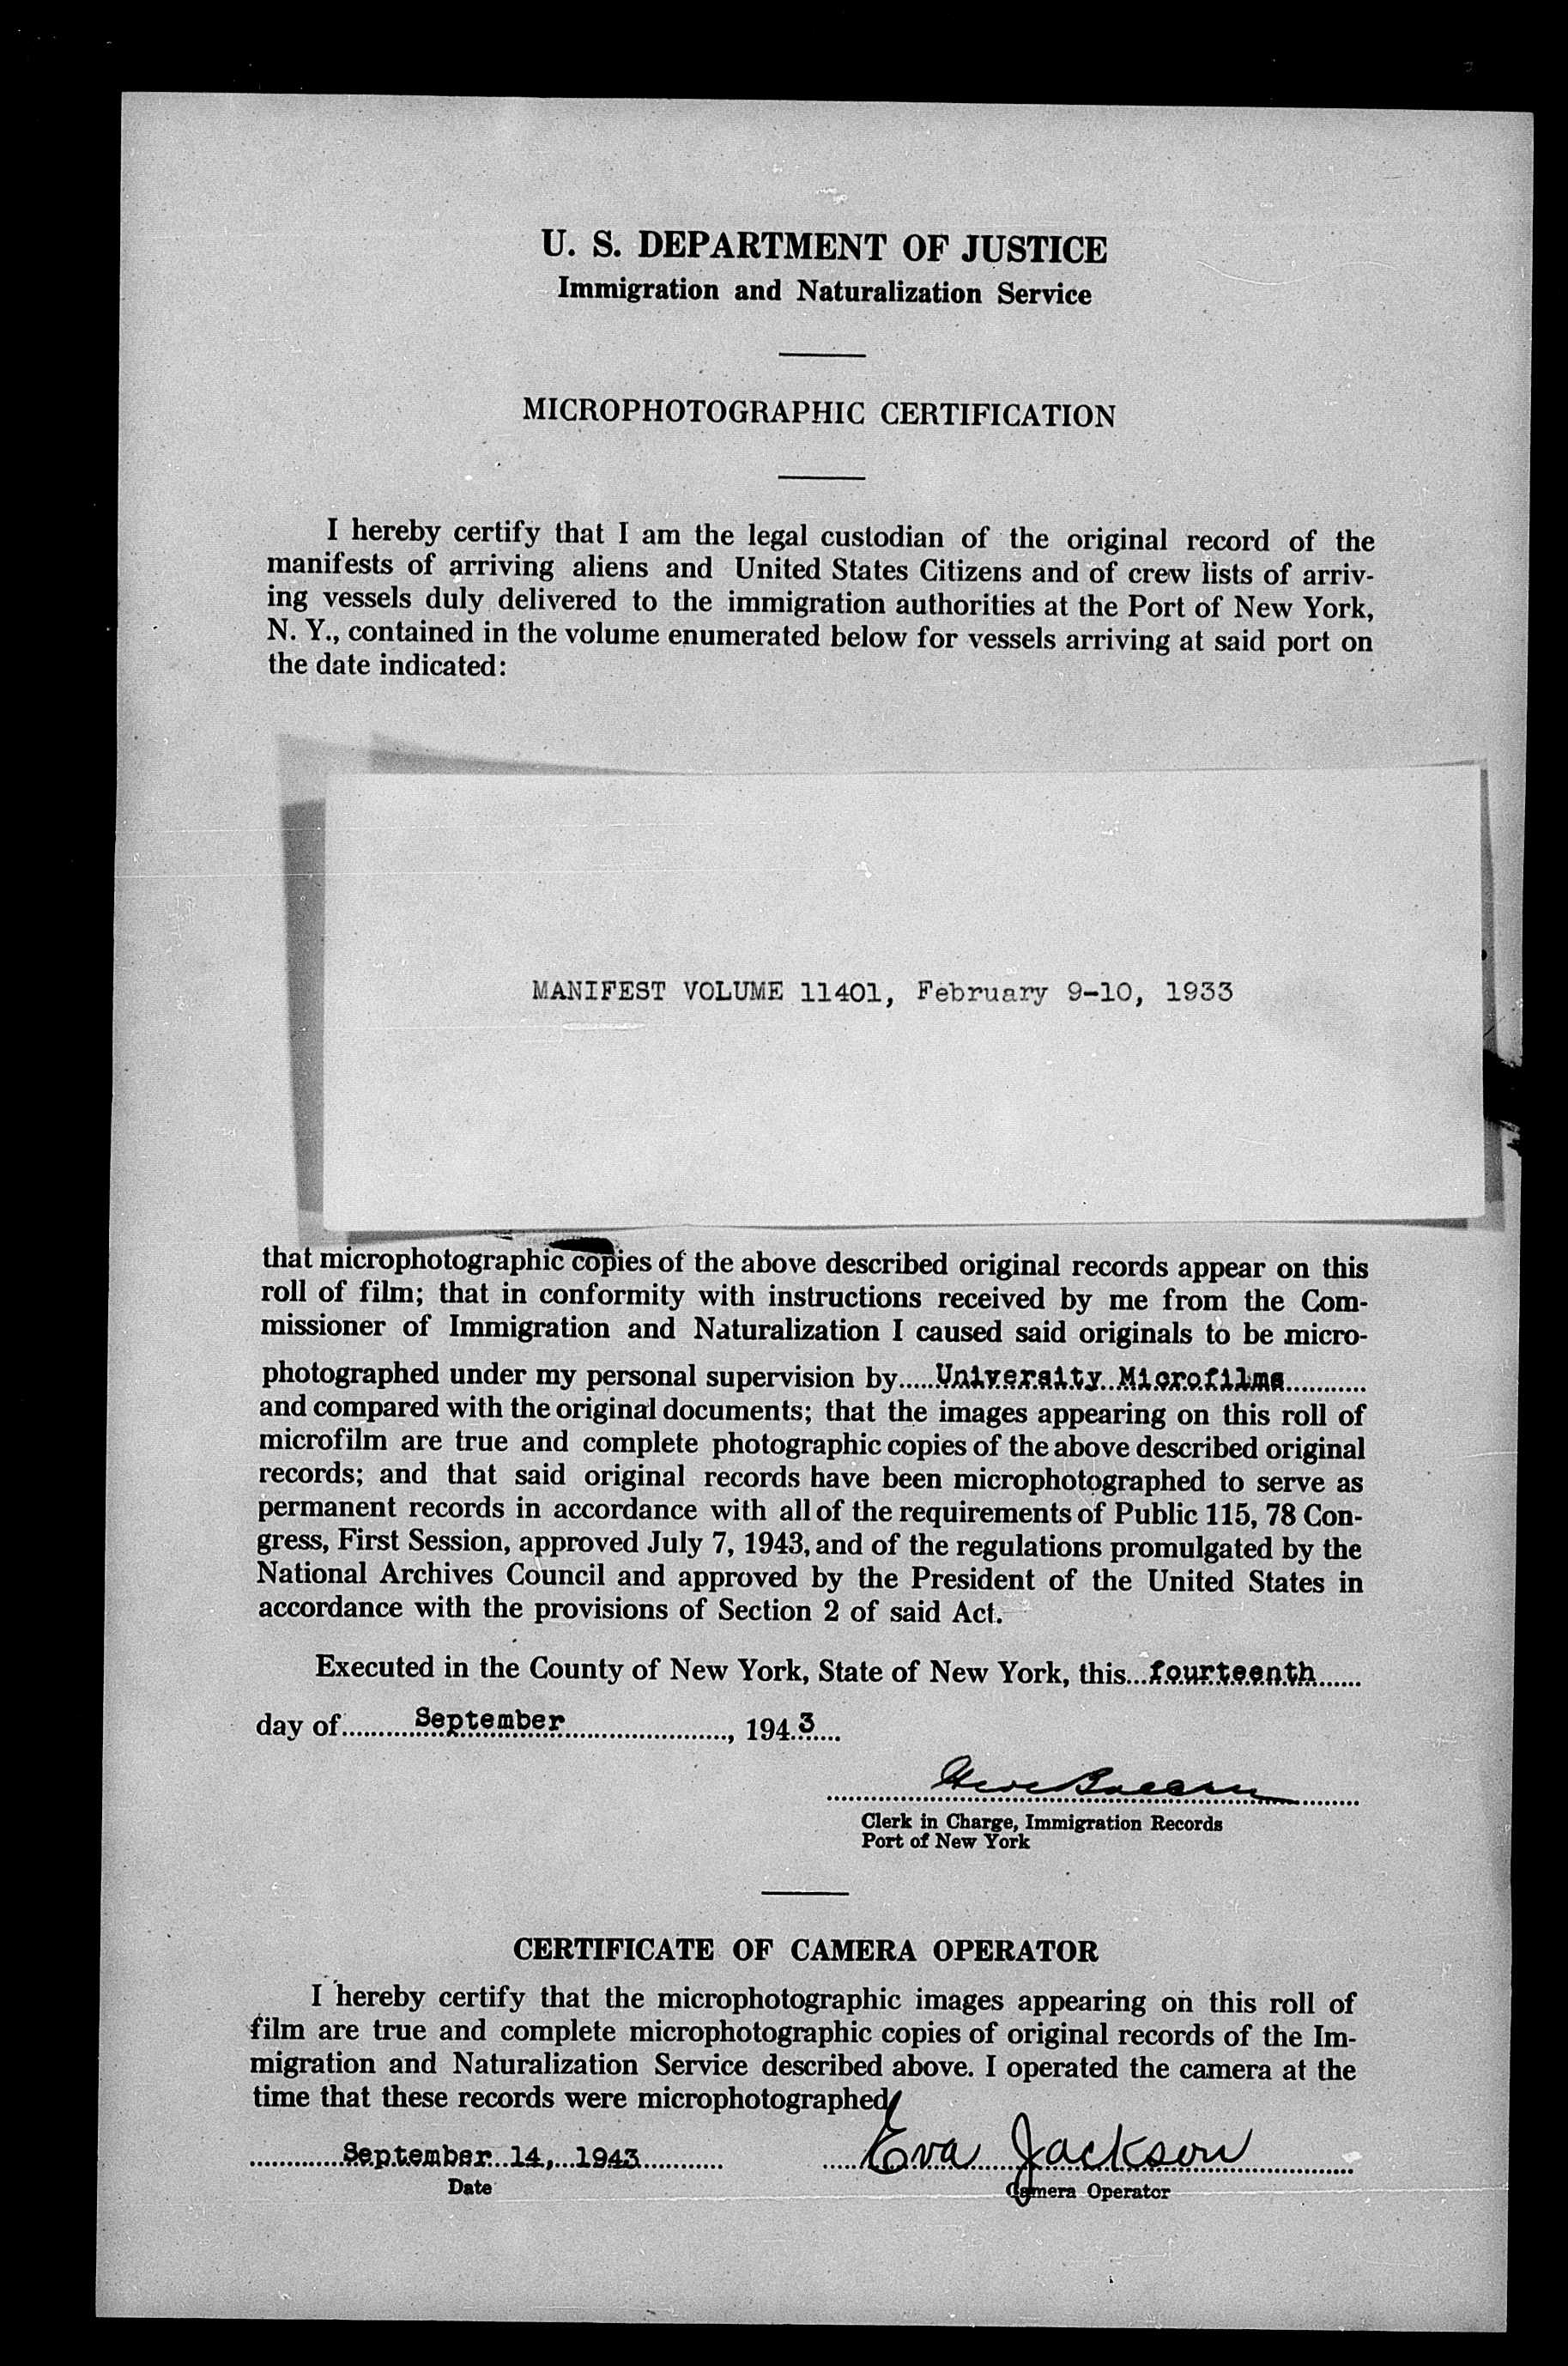 U. S. DEPARTMENT OF JUSTICE
Immigration and Naturalization Service
MICROPHOTOGRAPHIC CERTIFICATION
I hereby certify that I am the legal custodian of the original record of the
manifests of arriving aliens and United States Citizens and of crew lists of arriv-
ing vessels duly delivered to the immigration authorities at the Port of New York,
N. Y., contained in the volume enumerated below for vessels arriving at said port on
the date indicated:
MANIFEST VOLUME 11401, February 9-10, 1933
that microphotographic copies of the above described original records appear on this
roll of film; that in conformity with instructions received by me from the Com-
missioner of Immigration and Naturalization I caused said originals to be micro-
photographed under my personal supervision by.....University Microfilms............
and compared with the original documents; that the images appearing on this roll of
microfilm are true and complete photographic copies of the above described original
records; and that said original records have been microphotographed to serve as
permanent records in accordance with all of the requirements of Public 115, 78 Con-
gress, First Session, approved July 7, 1943, and of the regulations promulgated by the
National Archives Council and approved by the President of the United States in
accordance with the provisions of Section 2 of said Act.
Executed in the County of New York, State of New York, this...fourteenth......
day of..........September........................, 194.3....
Clerk in Charge, Immigration Records
Port of New York
CERTIFICATE OF CAMERA OPERATOR
I hereby certify that the microphotographic images appearing on this roll of
film are true and complete microphotographic copies of original records of the Im-
migration and Naturalization Service described above. I operated the camera at the
time that these records were microphotographed.
September 14, 1943 Eva Jackson
Date Camera Operator